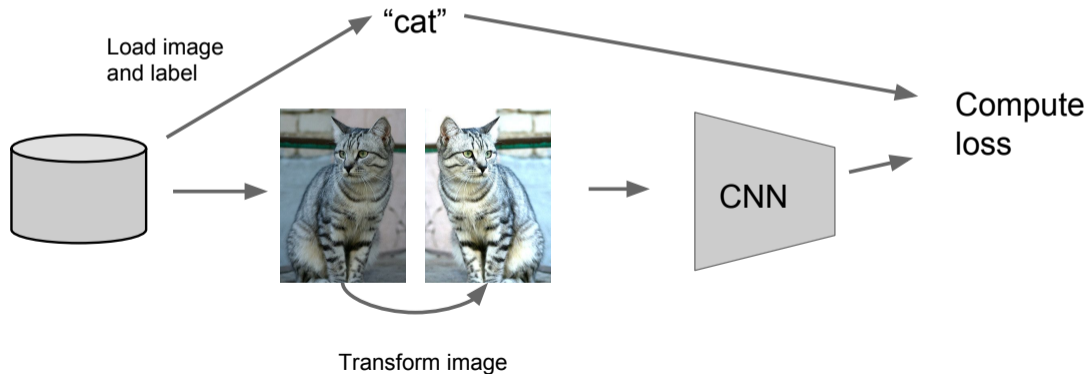 “cat”
Load image
and label
Compute
loss
CNN
Transform image